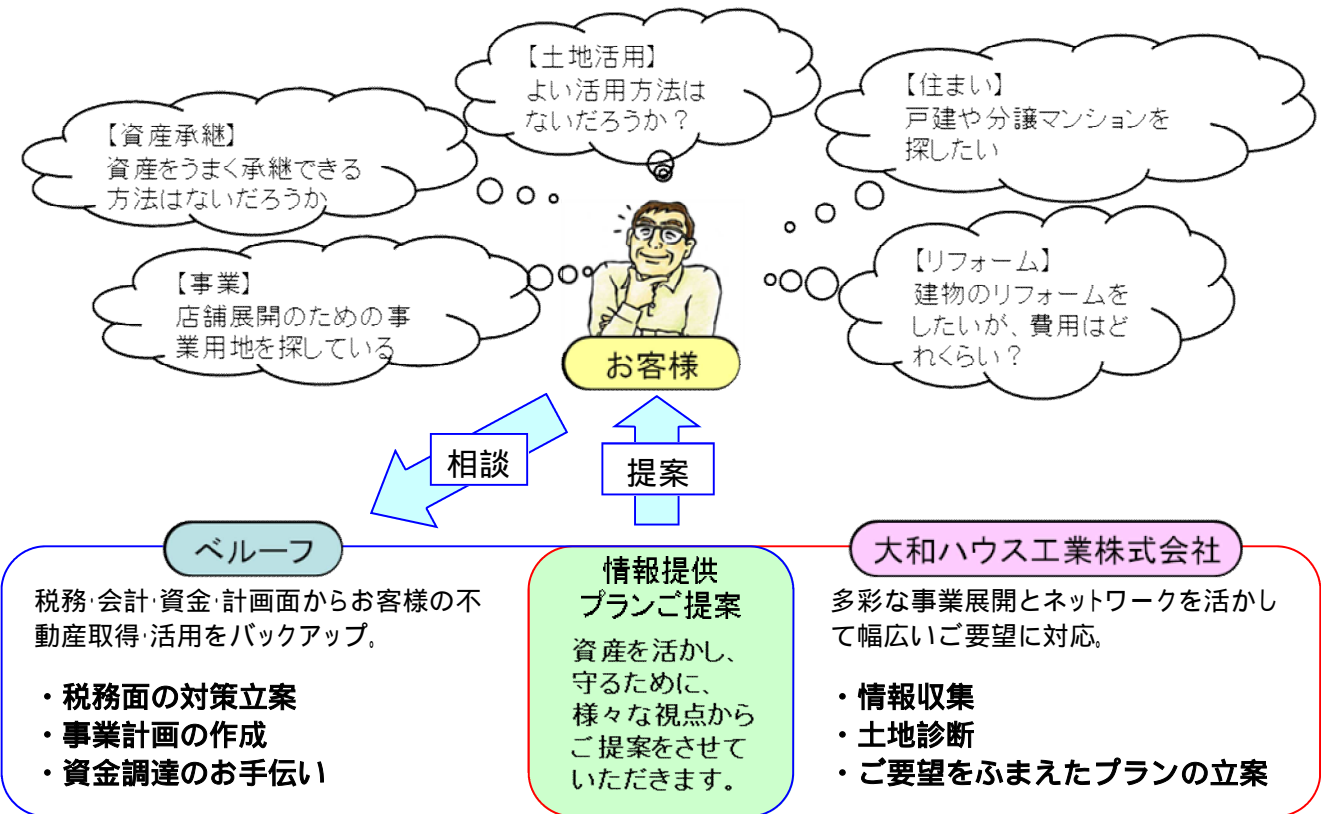 【土地活用】
よい活用方法は
ないだろうか？
【住まい】
戸建や分譲マンションを
探したい
【資産承継】
資産をうまく承継できる
方法はないだろうか
【事業】
店舗展開のための事
業用地を探している
【リフォーム】
建物のリフォームを
したいが、費用はど
れくらい？
お客様
相談
提案
ベルーフ
税務・会計・資金・計画面からお客様の不
動産取得・活用をバックアップ。
・税務面の対策立案
・事業計画の作成
・資金調達のお手伝い
情報提供
プランご提案
資産を活かし、
守るために、
様々な視点から
ご提案をさせて
いただきます。
大和ハウス工業株式会社
多彩な事業展開とネットワークを活かし
て幅広いご要望に対応。
・情報収集
・土地診断
・ご要望をふまえたプランの立案